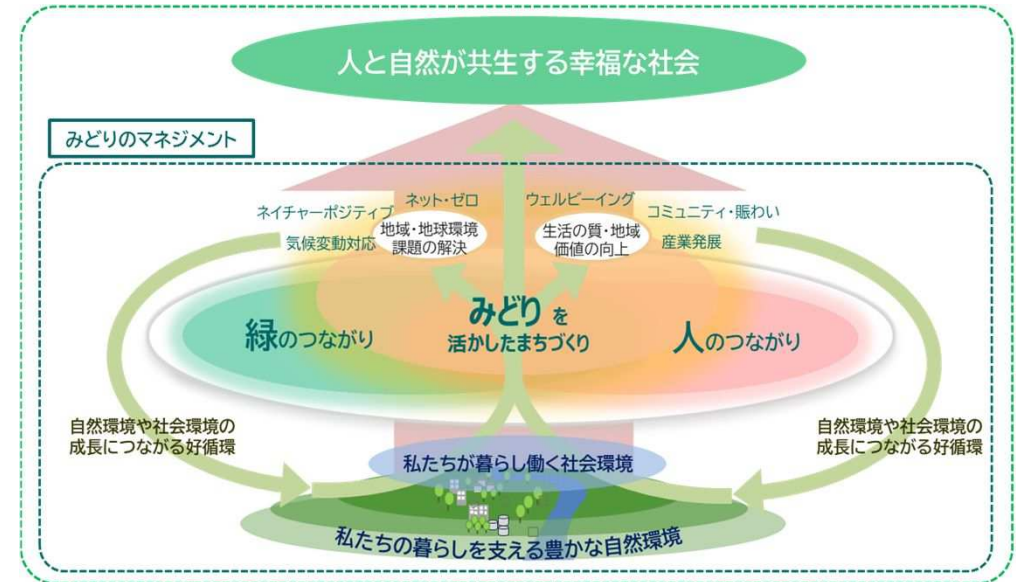 人と自然が共生する幸福な社会
みどりのマネジメント
ネイチャーポジティブ
ネット・ゼロ
ウェルビーイング
コミュニティ・賑わい
気候変動対応
地域・地球環境
課題の解決
生活の質・地域
価値の向上
産業発展
緑のつながり
みどり を
活かしたまちづくり
人のつながり
自然環境や社会環境の
成長につながる好循環
自然環境や社会環境の
成長につながる好循環
私たちが暮らし働く社会環境
私たちの暮らしを支える豊かな自然環境